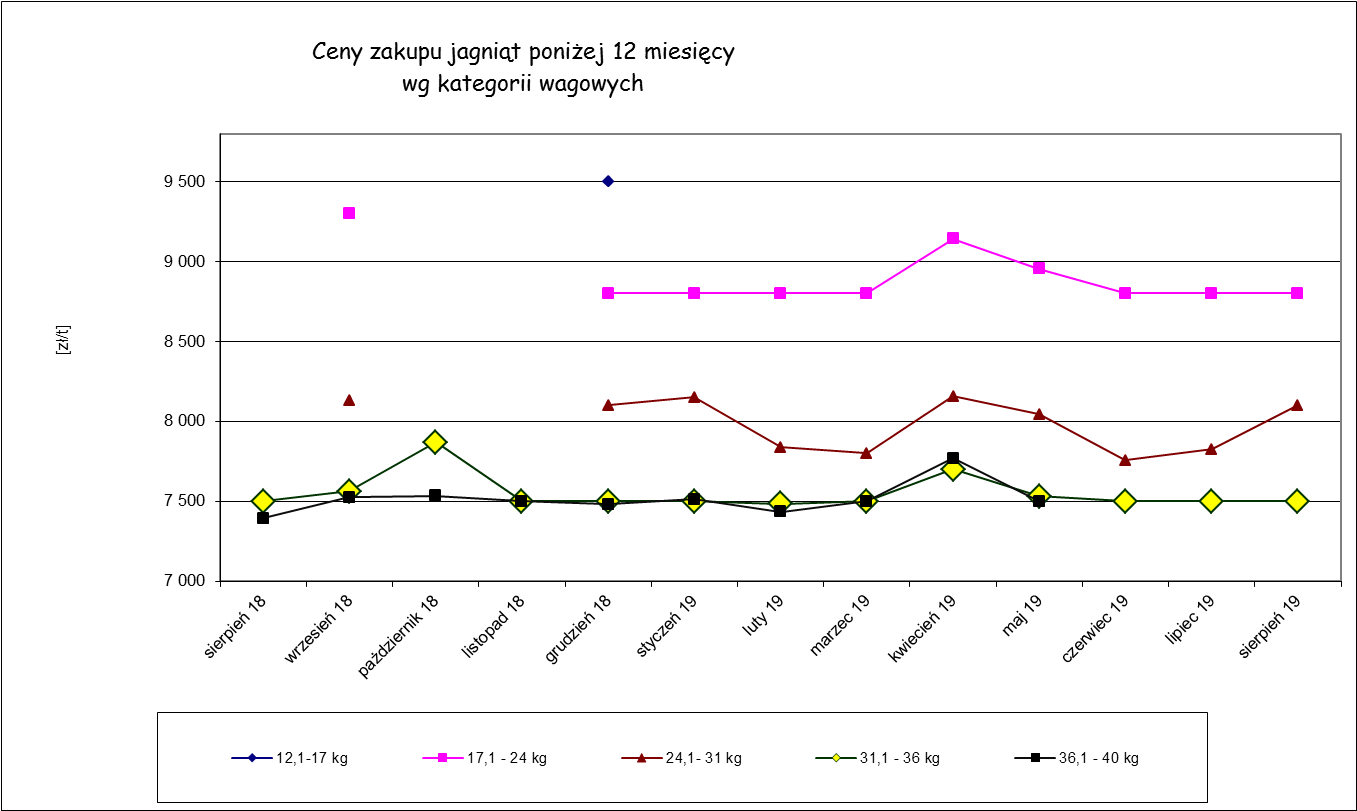 Ceny zakupu jagniąt poniżej 12 miesięcy
wg kategorii wagowych
[zł/t]
9 500
9 000
8 500
8 000
7 500
7 000
sierpień 18
wrzesień 18
październik 18
listopad 18
grudzień 18
styczeń 19
luty 19
marzec 19
kwiecień 19
maj 19
czerwiec 19
lipiec 19
sierpień 19
12,1-17 kg
17,1 - 24 kg
24,1- 31 kg
31,1 - 36 kg
36,1 - 40 kg